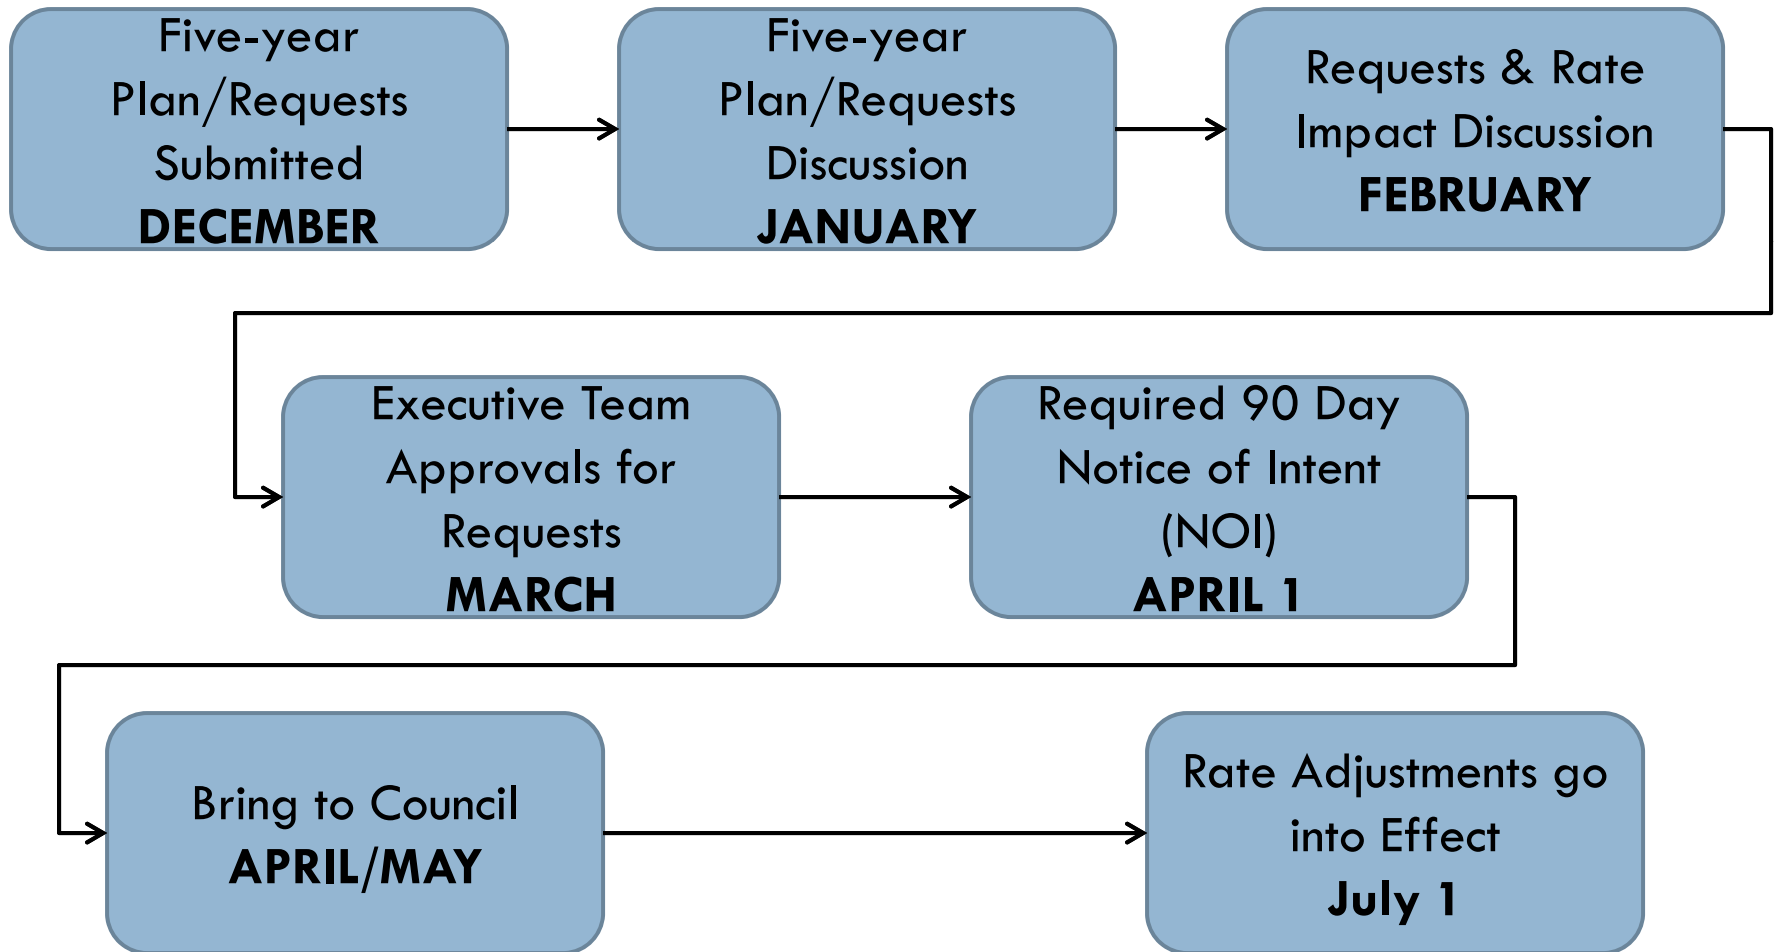 Five-year
Plan/Requests
Submitted
DECEMBER
Five-year
Plan/Requests
Discussion
JANUARY
Requests & Rate
Impact Discussion
FEBRUARY
Executive Team
Approvals for
Requests
MARCH
Required 90 Day
Notice of Intent
(NOI)
APRIL 1
Bring to Council
APRIL/MAY
Rate Adjustments go
into Effect
July 1